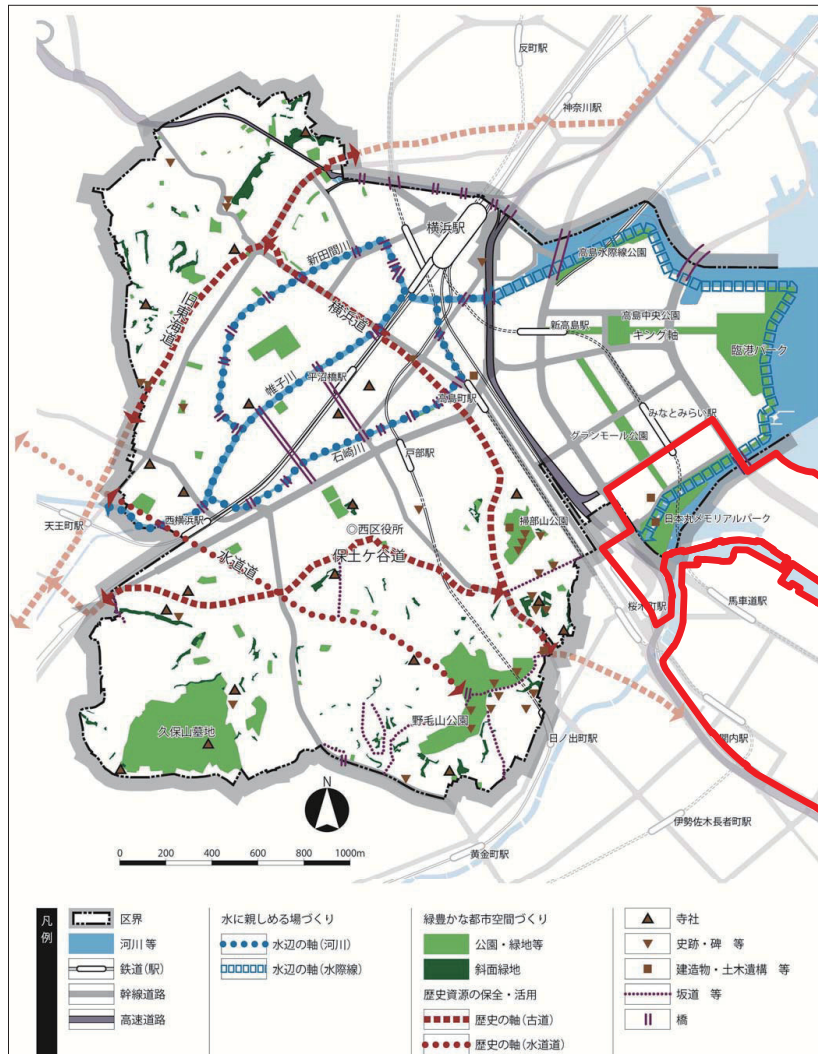 反町駅
神奈川駅
横浜駅
新田間川
高島水際線公園
旧東海道
横浜道
高島中央公園
新高島駅
キング軸
臨港パーク
帷子川
平沼橋駅
高島町駅
みなとみらい駅
グランモール公園
石崎川
戸部駅
天王町駅
西横浜駅
掃部山公園
日本丸メモリアルパーク
◎西区役所
水道道
保土ケ谷道
桜木町駅
馬車道駅
久保山墓地
野毛山公園
日ノ出町駅
関内駅
N
伊勢佐木長者町駅
0 200 400 600 800 1000m
黄金町駅
凡例
区界
河川等
鉄道(駅)
幹線道路
高速道路
水に親しめる場づくり
水辺の軸(河川)
水辺の軸(水際線)
緑豊かな都市空間づくり
公園・緑地等
斜面緑地
歴史資源の保全・活用
歴史の軸(古道)
歴史の軸(水道道)
寺社
史跡・碑 等
建造物・土木遺構 等
坂道 等
橋